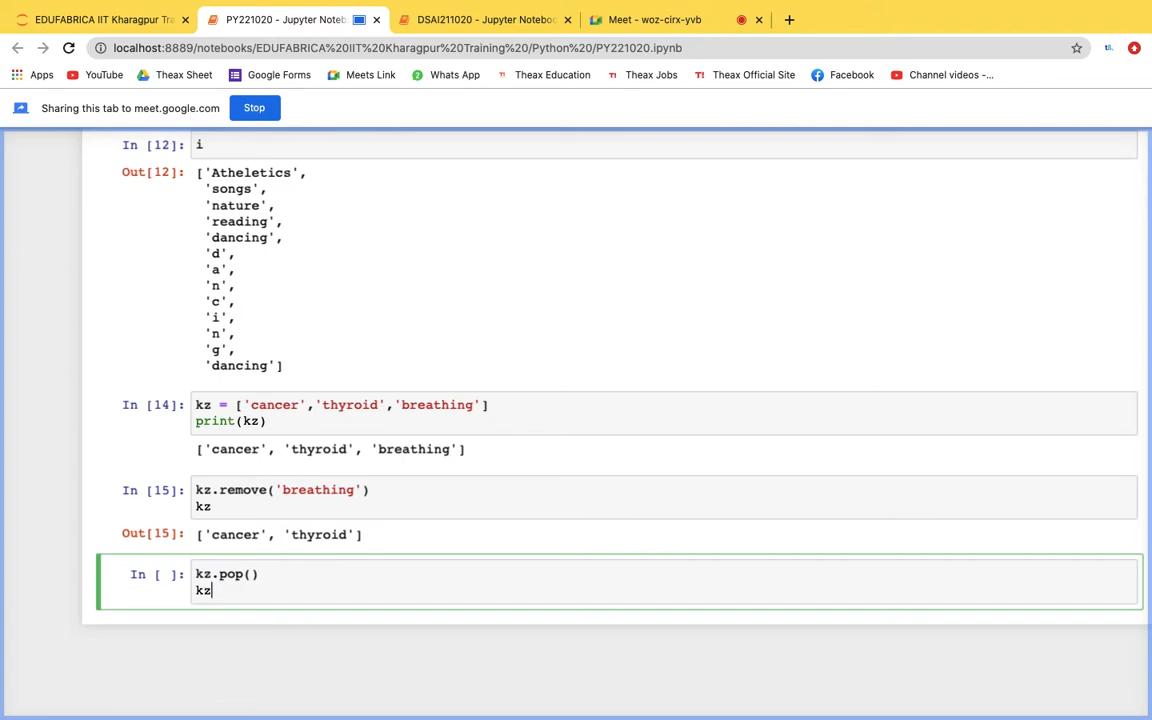 EDUFABRICA IIT Kharagpur Tra
PY221020 - Jupyter Noteb
DSAI211020 - Jupyter Noteboo
Meet - woz-cirx-yvb
localhost:8889/notebooks/EDUFABRICA%20IIT%20Kharagpur%20Training%20/Python%20/PY221020.ipynb
Apps
YouTube
Theax Sheet
Google Forms
Meets Link
Whats App
Theax Education
Theax Jobs
Theax Official Site
Facebook
Channel videos -...
Sharing this tab to meet.google.com
Stop
In [12]: i
Out[12]: ['Atheletics',
'songs',
'nature',
'reading',
'dancing',
'd',
'a',
'n',
'c',
'i',
'n',
'g',
'dancing']
In [14]: kz = ['cancer','thyroid','breathing']
print(kz)
['cancer', 'thyroid', 'breathing']
In [15]: kz.remove('breathing')
kz
Out[15]: ['cancer', 'thyroid']
In [ ]: kz.pop()
kz